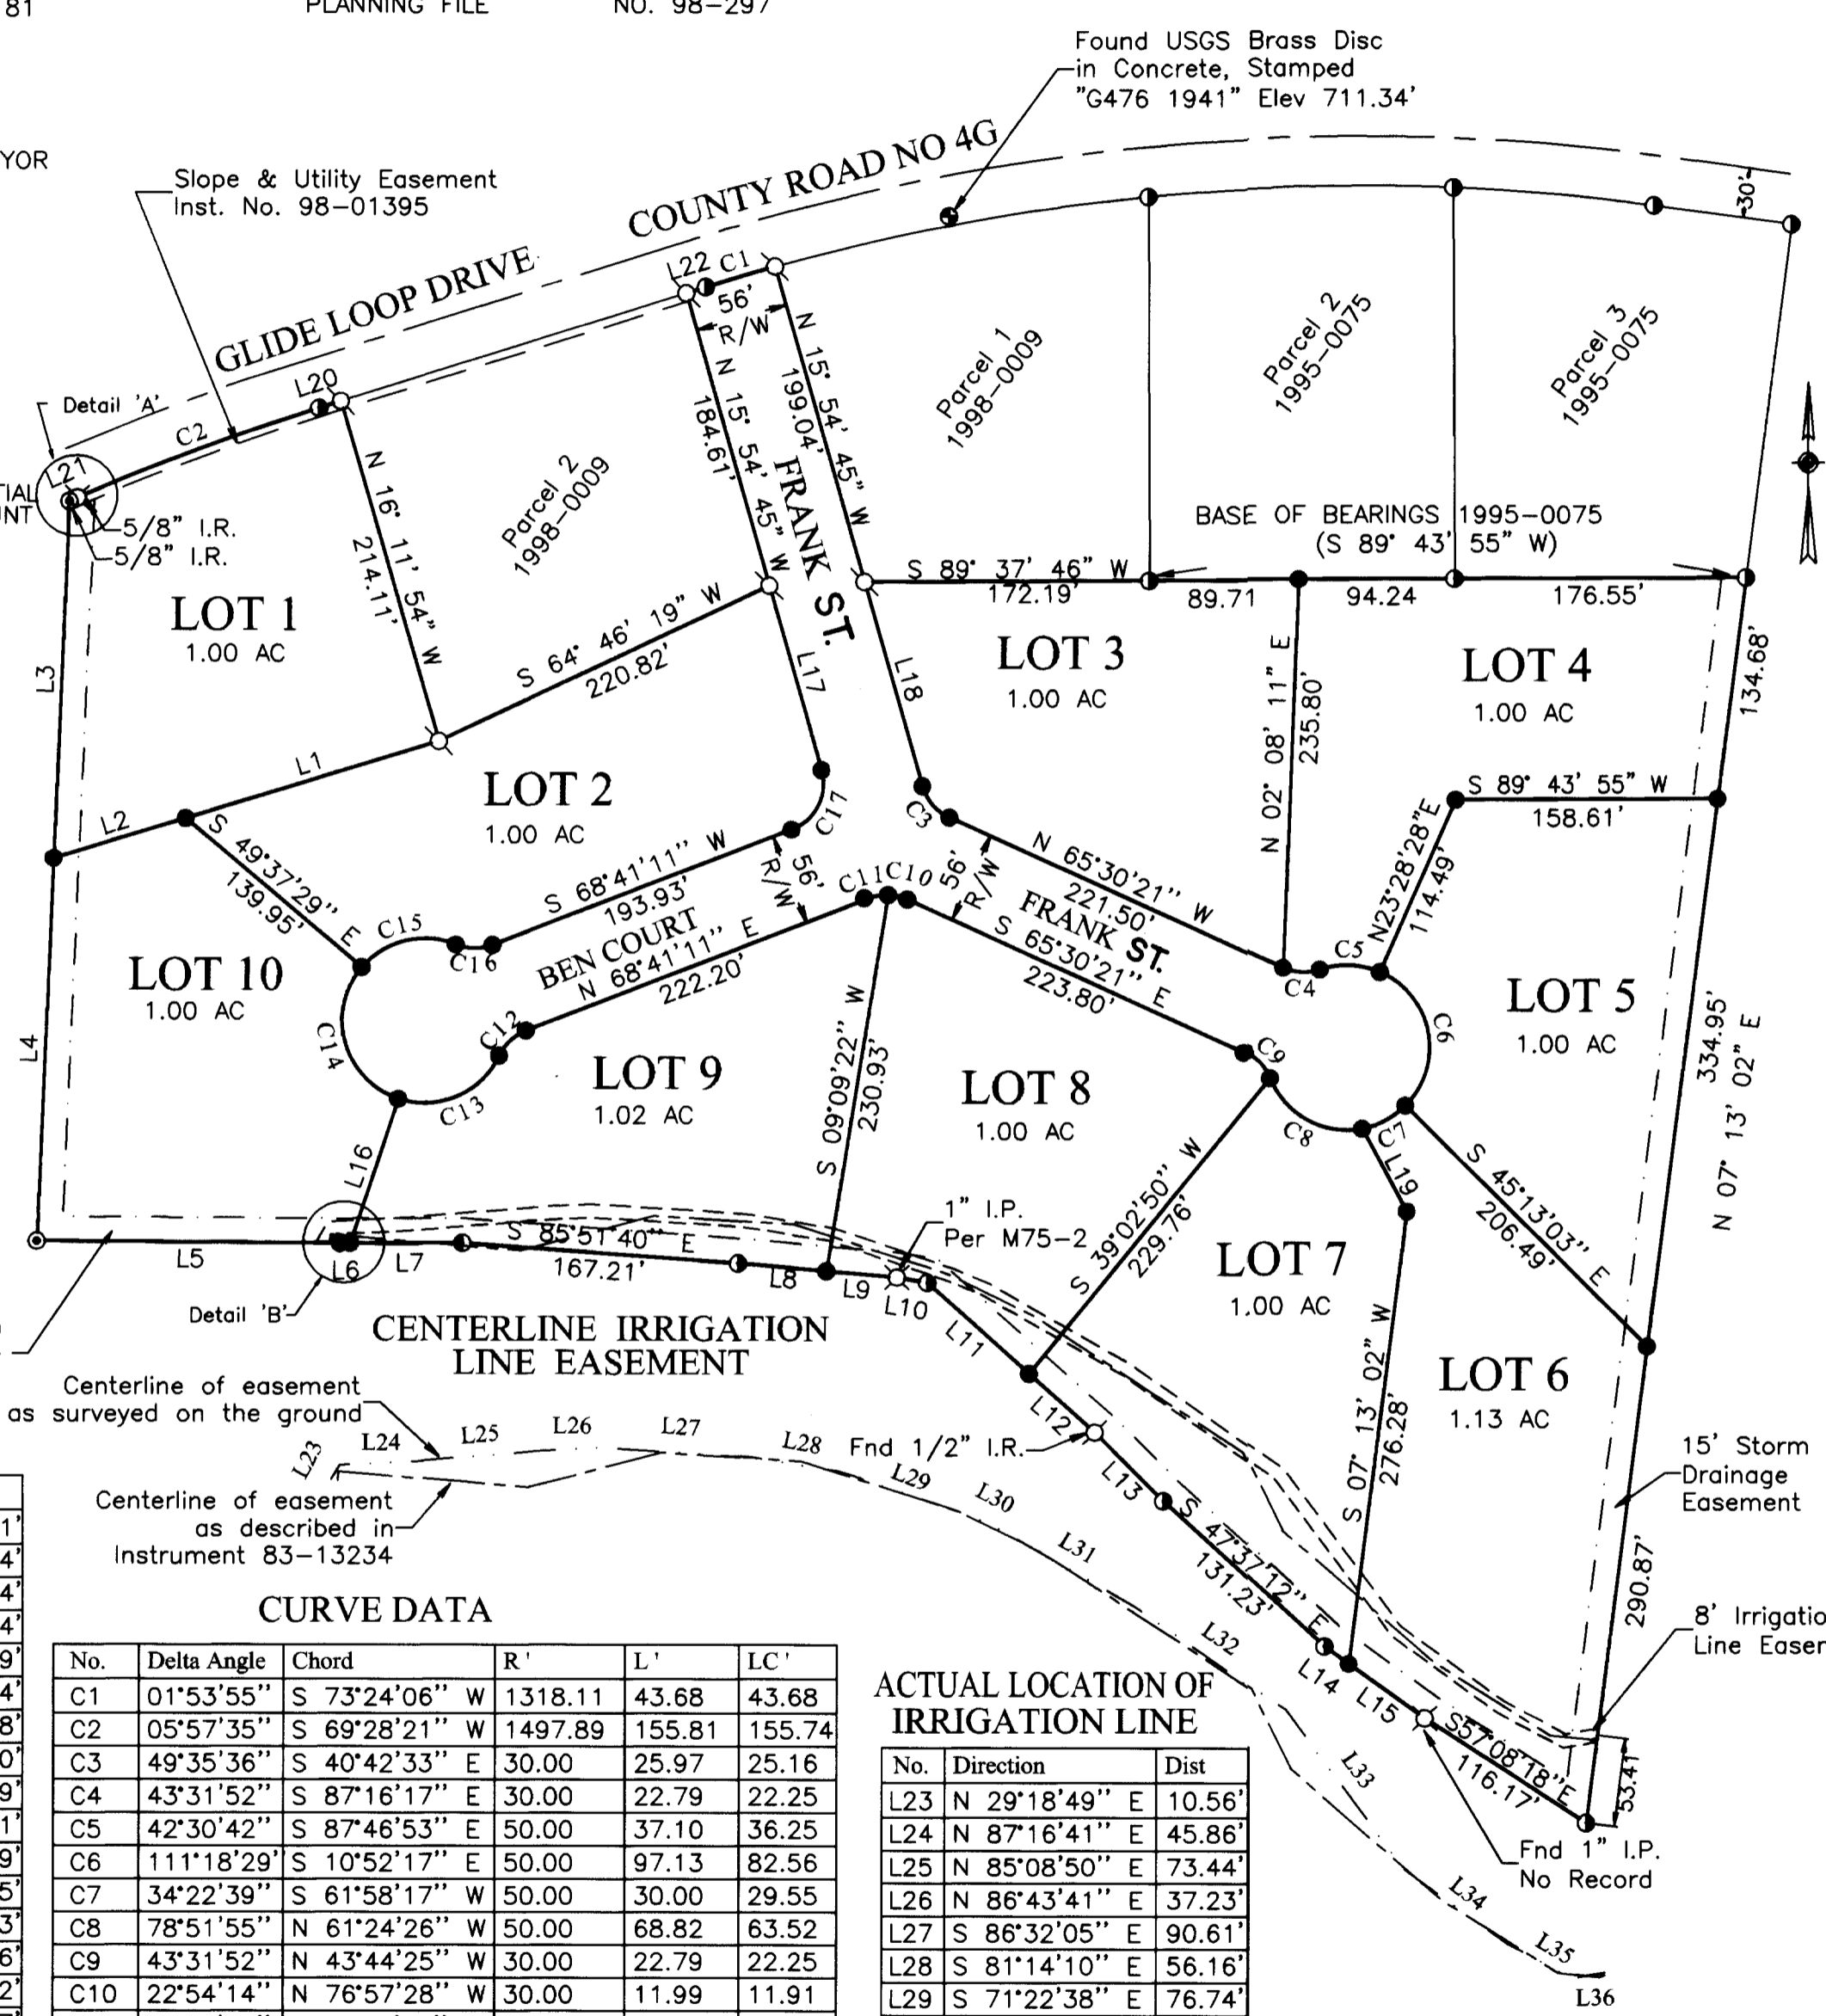 81
PLANNING FILE NO. 98-297
Found USGS Brass Disc
in Concrete, Stamped
"G476 1941" Elev 711.34'
YOR
Slope & Utility Easement
Inst. No. 98-01395
COUNTY ROAD NO 4G
GLIDE LOOP DRIVE
30'
L22
C1
56'
R/W
L20
Detail 'A'
C2
L21
TIAL
UNT
5/8" I.R.
5/8" I.R.
N 16° 11' 54" W
214.11'
Parcel 2
1998-0009
N 15° 54' 45" W
184.61'
N 15° 54' 45" W
199.04'
FRANK ST.
Parcel 1
1998-0009
Parcel 2
1995-0075
Parcel 3
1995-0075
BASE OF BEARINGS 1995-0075
(S 89° 43' 55" W)
S 89° 37' 46" W
172.19'
89.71
94.24
176.55'
LOT 1
1.00 AC
S 64° 46' 19" W
220.82'
L17
L18
LOT 3
1.00 AC
N 02° 08' 11" E
235.80'
LOT 4
1.00 AC
134.68'
L3
L1
L2
LOT 2
1.00 AC
C17
C3
S 89° 43' 55" W
158.61'
S 49°37'29" E
139.95'
S 68°41'11" W
193.93'
56'
R/W
C11
C10
56'
R/W
N 65°30'21" W
221.50'
FRANK ST.
N23°28'28"E
114.49'
C15
C16
BEN COURT
N 68°41'11" E
222.20'
S 65°30'21" E
223.80'
C4
C5
C6
LOT 10
1.00 AC
C14
C12
C13
LOT 9
1.02 AC
S 09°09'22" W
230.93'
LOT 8
1.00 AC
C9
C8
C7
LOT 5
1.00 AC
334.95'
N 07° 13' 02" E
L4
L16
L19
S 45°13'03" E
206.49'
S 39°02'50" W
229.76'
1" I.P.
Per M75-2
L5
L6
L7
S 85°51'40" E
167.21'
L8
L9
L10
L11
Detail 'B'
LOT 7
1.00 AC
S 07° 13' 02" W
276.28'
LOT 6
1.13 AC
CENTERLINE IRRIGATION
LINE EASEMENT
Centerline of easement
as surveyed on the ground
L23
L24
L25
L26
L27
L28
L29
L30
L31
L32
L33
L34
L35
L36
Fnd 1/2" I.R.
L12
L13
S 47°37'12" E
131.23'
L14
L15
S57°08'18"E
116.17'
53.41
290.87'
15' Storm
Drainage
Easement
8' Irrigatio
Line Easer
Fnd 1" I.P.
No Record
Centerline of easement
as described in
Instrument 83-13234
1'
4'
4'
4'
9'
4'
8'
0'
9'
1'
9'
5'
3'
6'
2'
CURVE DATA
No. Delta Angle Chord R' L' LC'
C1 01°53'55" S 73°24'06" W 1318.11 43.68 43.68
C2 05°57'35" S 69°28'21" W 1497.89 155.81 155.74
C3 49°35'36" S 40°42'33" E 30.00 25.97 25.16
C4 43°31'52" S 87°16'17" E 30.00 22.79 22.25
C5 42°30'42" S 87°46'53" E 50.00 37.10 36.25
C6 111°18'29" S 10°52'17" E 50.00 97.13 82.56
C7 34°22'39" S 61°58'17" W 50.00 30.00 29.55
C8 78°51'55" N 61°24'26" W 50.00 68.82 63.52
C9 43°31'52" N 43°44'25" W 30.00 22.79 22.25
C10 22°54'14" N 76°57'28" W 30.00 11.99 11.91
ACTUAL LOCATION OF
IRRIGATION LINE
No. Direction Dist
L23 N 29°18'49" E 10.56'
L24 N 87°16'41" E 45.86'
L25 N 85°08'50" E 73.44'
L26 N 86°43'41" E 37.23'
L27 S 86°32'05" E 90.61'
L28 S 81°14'10" E 56.16'
L29 S 71°22'38" E 76.74'